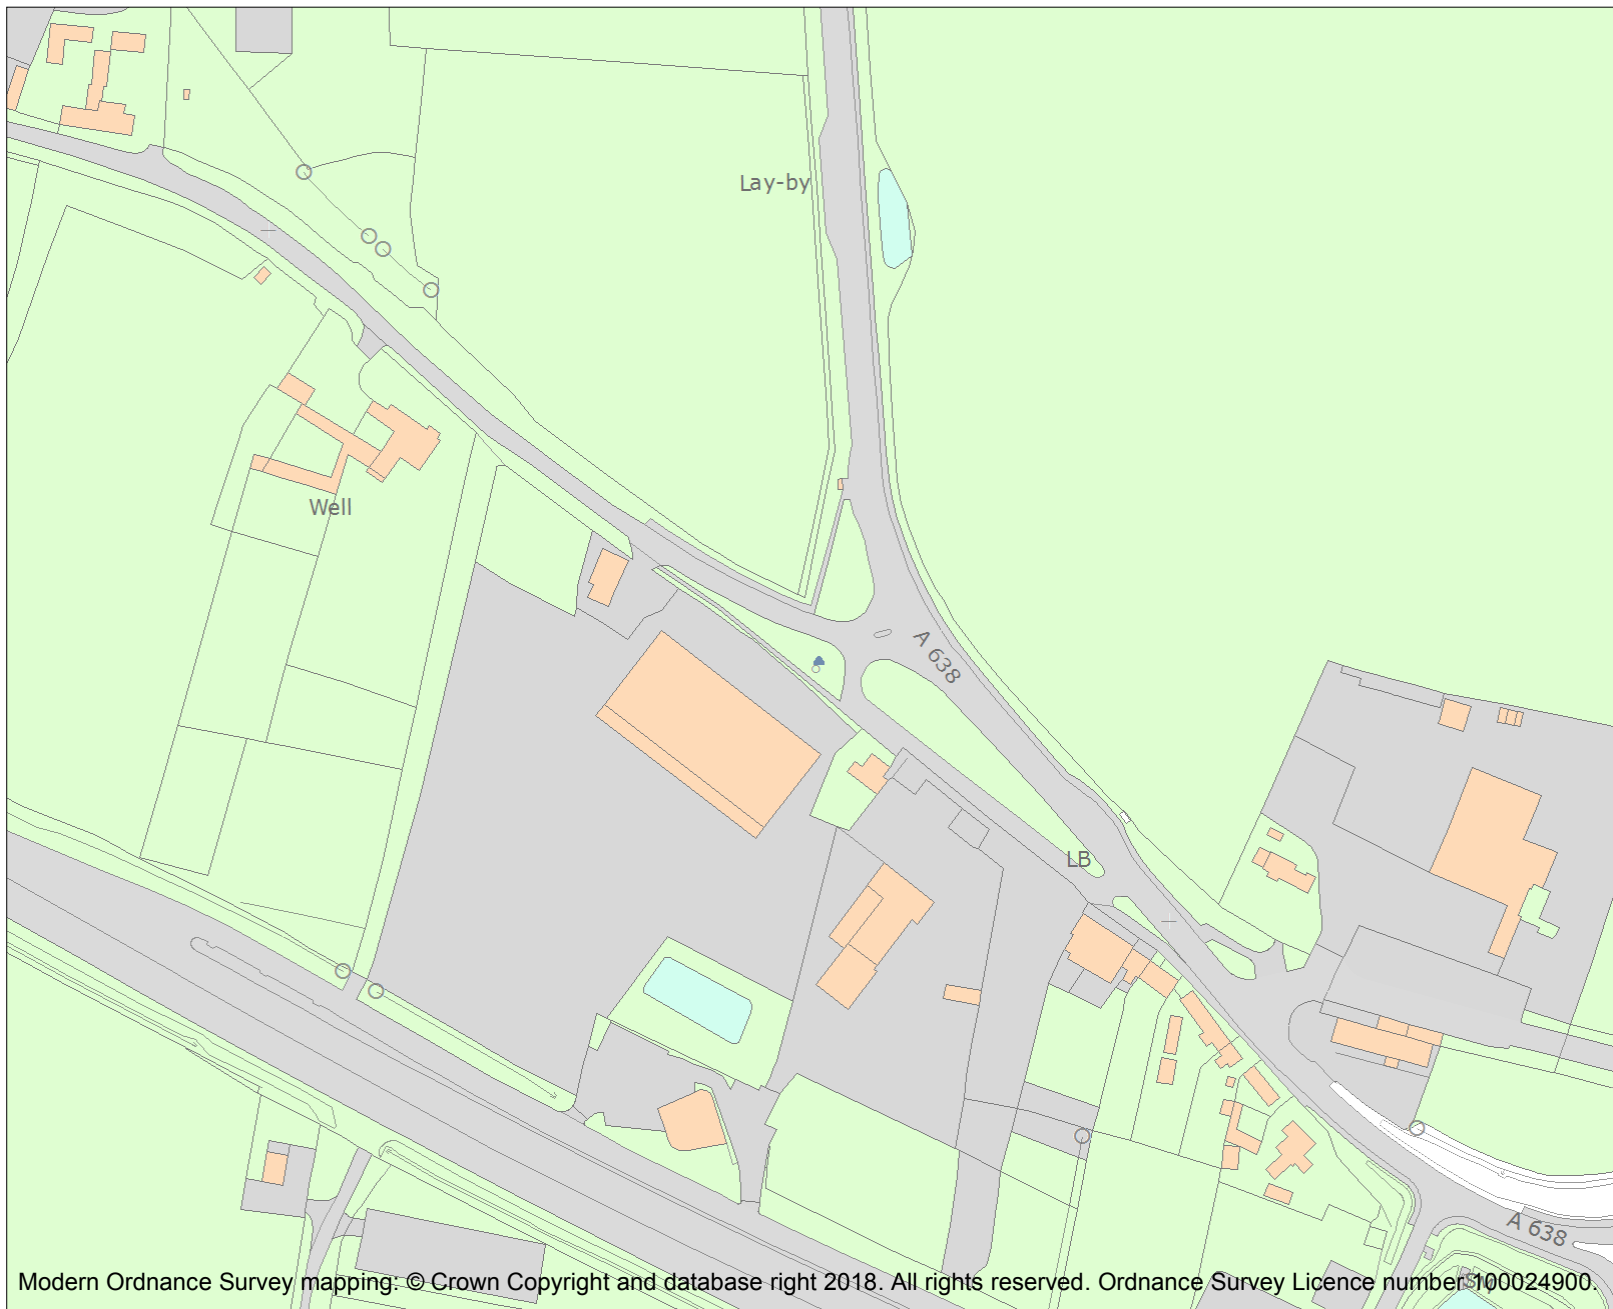 Lay-by
Well
A 638
LB
A 638
Modern Ordnance Survey mapping: © Crown Copyright and database right 2018. All rights reserved. Ordnance Survey Licence number 100024900.